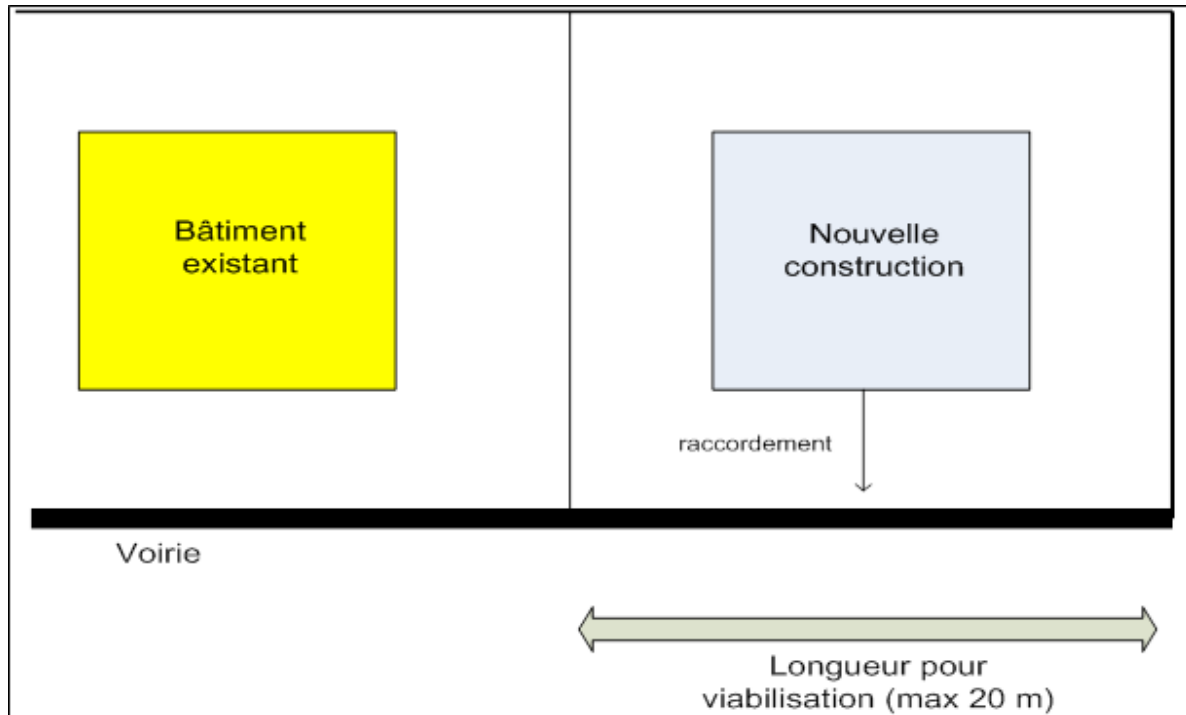 Bâtiment
existant
Nouvelle
construction
raccordement
Voirie
Longueur pour
viabilisation (max 20 m)